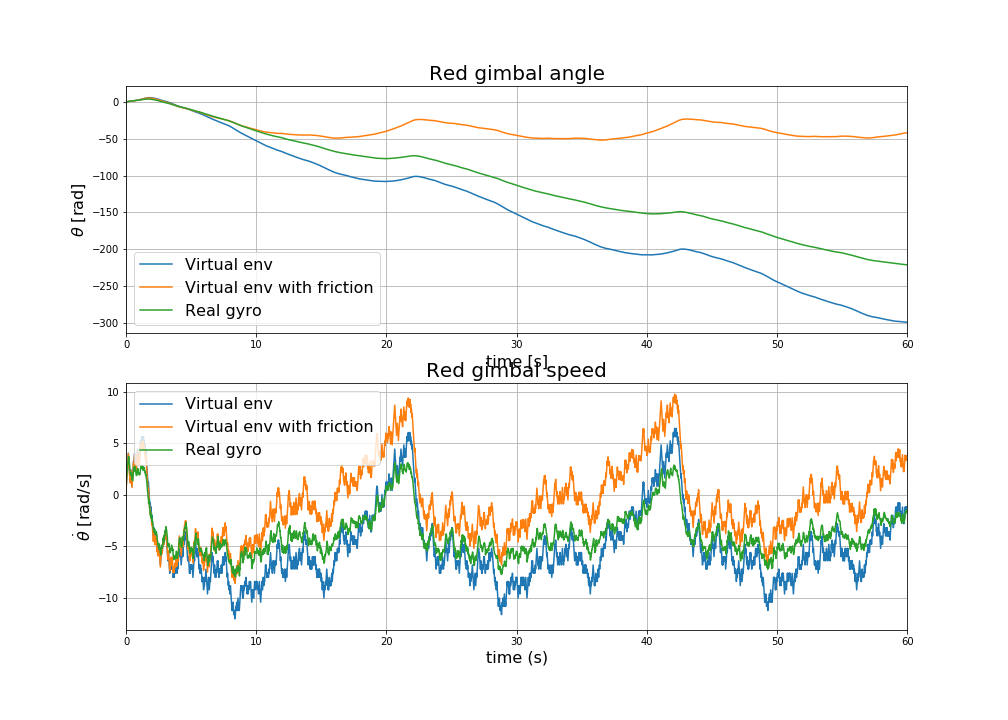 Red gimbal angle
θ [rad]
0
−50
−100
−150
−200
−250
−300
Virtual env
Virtual env with friction
Real gyro
0 10 20 30 40 50 60
time [s]
Red gimbal speed
θ̇ [rad/s]
10
5
0
−5
−10
Virtual env
Virtual env with friction
Real gyro
0 10 20 30 40 50 60
time (s)